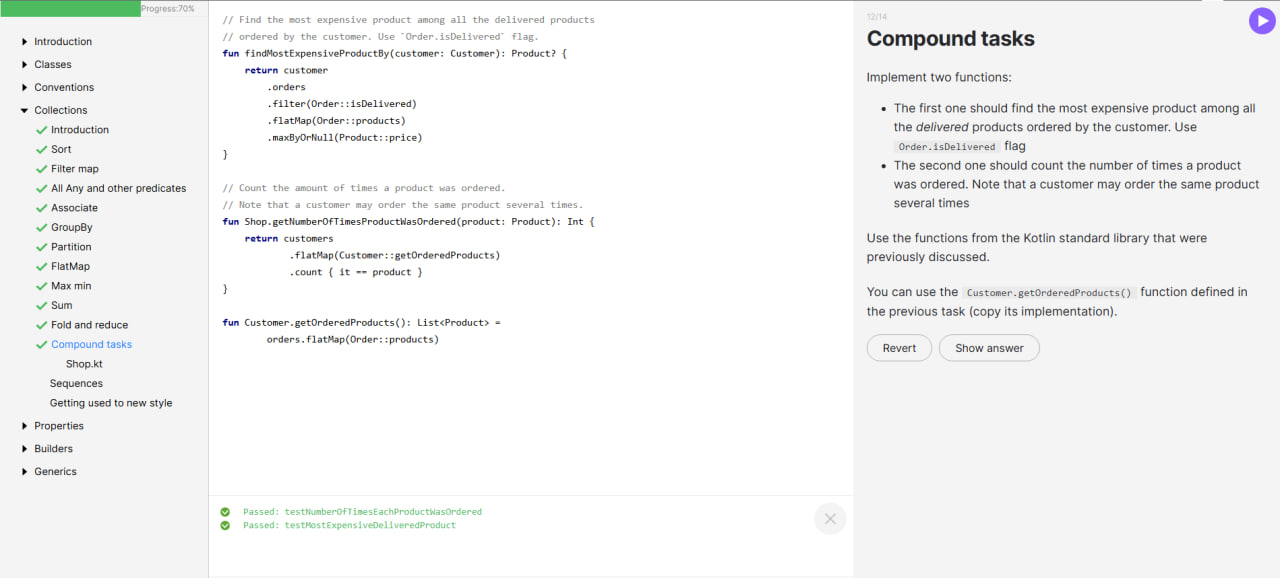 Progress:70%
Introduction
Classes
Conventions
Collections
Introduction
Sort
Filter map
All Any and other predicates
Associate
GroupBy
Partition
FlatMap
Max min
Sum
Fold and reduce
Compound tasks
Shop.kt
Sequences
Getting used to new style
Properties
Builders
Generics
// Find the most expensive product among all the delivered products
// ordered by the customer. Use `Order.isDelivered` flag.
fun findMostExpensiveProductBy(customer: Customer): Product? {
    return customer
        .orders
        .filter(Order::isDelivered)
        .flatMap(Order::products)
        .maxByOrNull(Product::price)
}
// Count the amount of times a product was ordered.
// Note that a customer may order the same product several times.
fun Shop.getNumberOfTimesProductWasOrdered(product: Product): Int {
    return customers
            .flatMap(Customer::getOrderedProducts)
            .count { it == product }
}
fun Customer.getOrderedProducts(): List<Product> =
        orders.flatMap(Order::products)
Passed: testNumberOfTimesEachProductWasOrdered
Passed: testMostExpensiveDeliveredProduct
12/14
Compound tasks
Implement two functions:
• The first one should find the most expensive product among all
the delivered products ordered by the customer. Use
Order.isDelivered flag
• The second one should count the number of times a product
was ordered. Note that a customer may order the same product
several times
Use the functions from the Kotlin standard library that were
previously discussed.
You can use the Customer.getOrderedProducts() function defined in
the previous task (copy its implementation).
Revert
Show answer